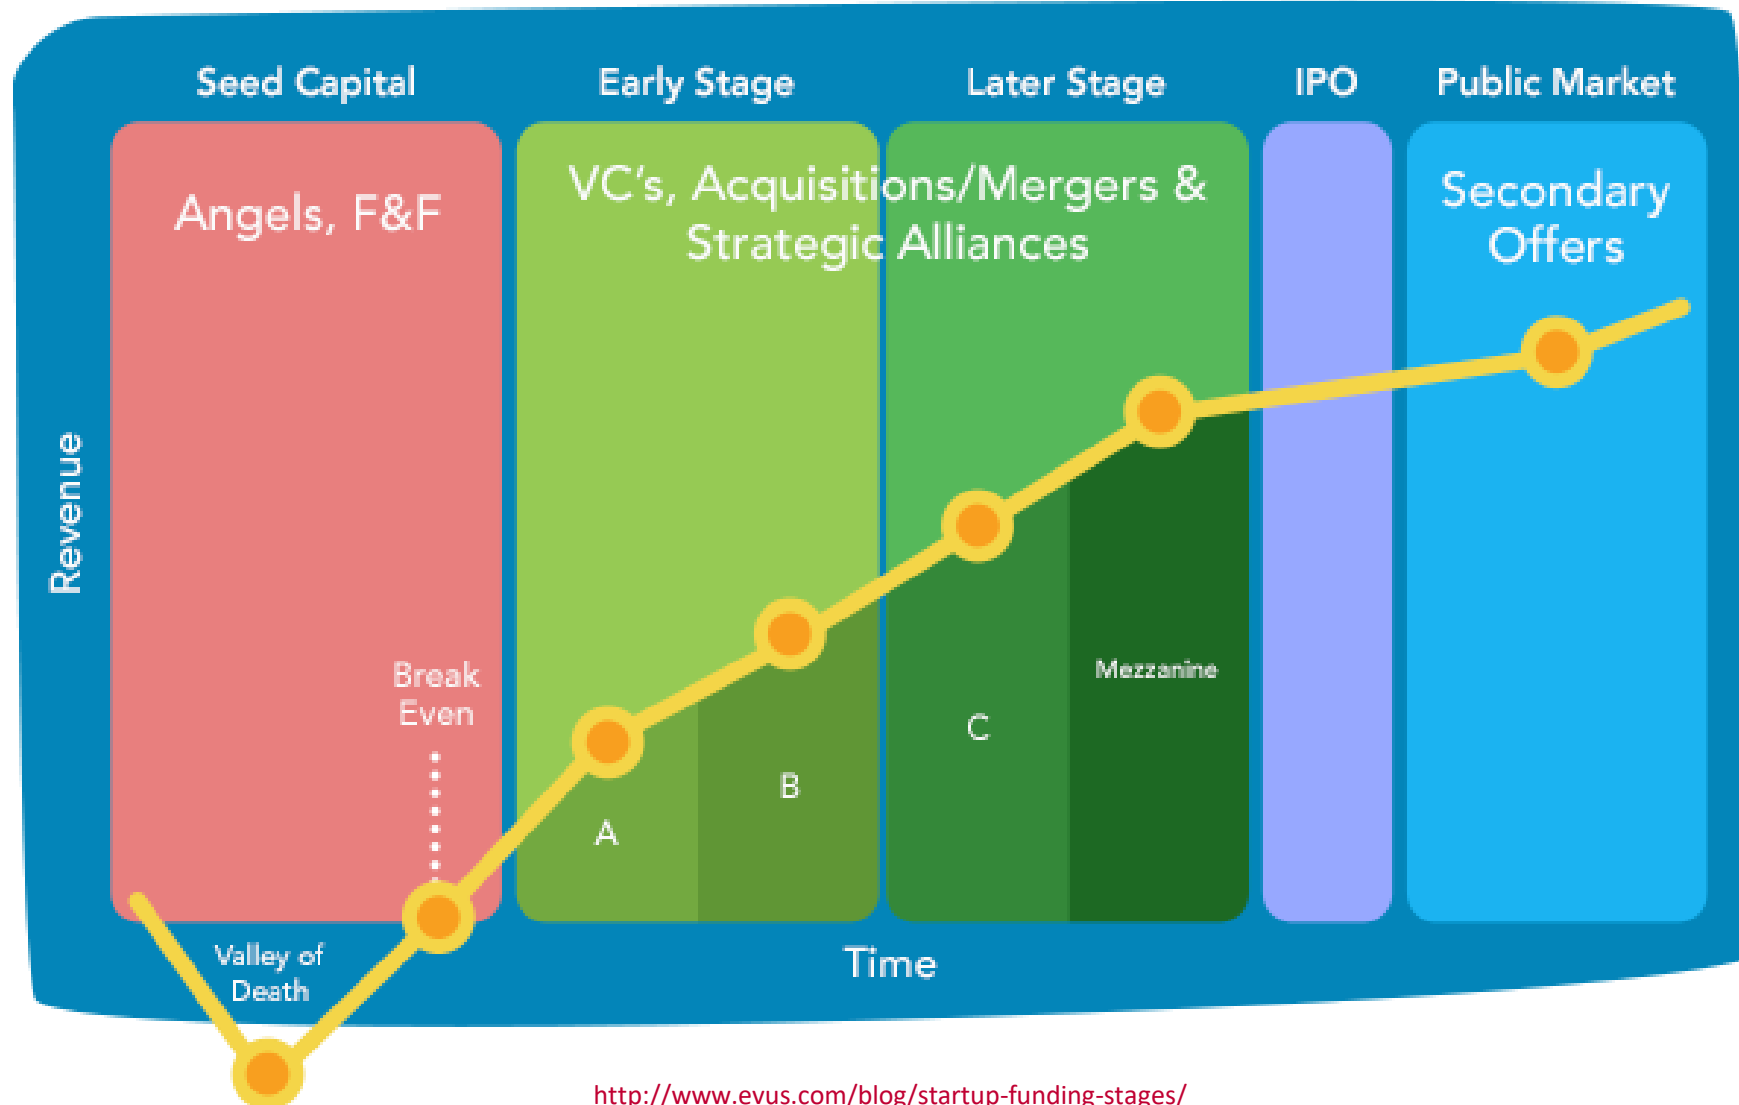 Seed Capital
Early Stage
Later Stage
IPO
Public Market
Angels, F&F
VC's, Acquisitions/Mergers &
Strategic Alliances
Secondary
Offers
Revenue
Break
Even
Mezzanine
C
B
A
Valley of
Death
Time
http://www.evus.com/blog/startup-funding-stages/